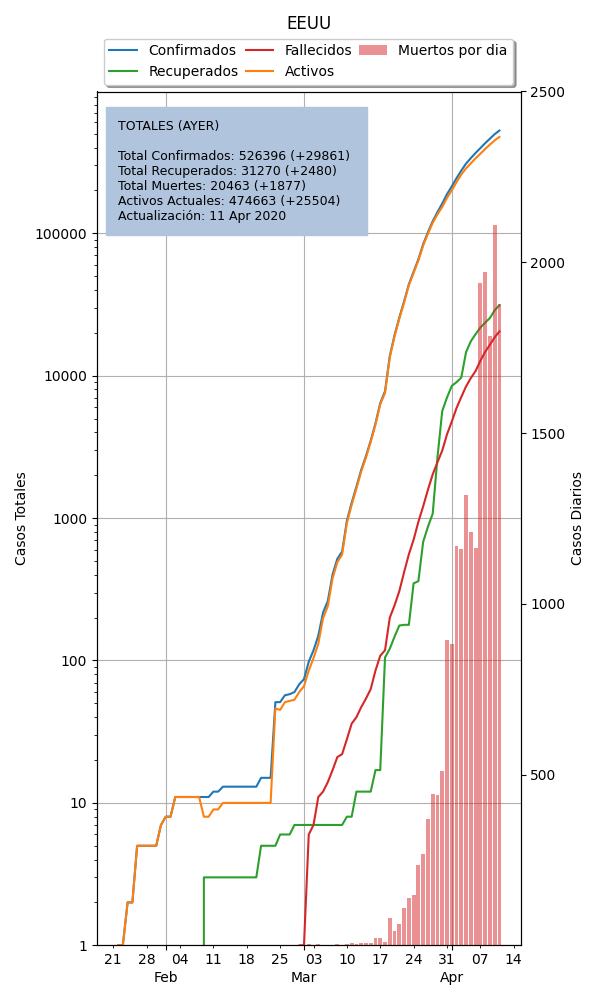 EEUU
Confirmados Fallecidos Muertos por dia
Recuperados Activos
TOTALES (AYER)
Total Confirmados: 526396 (+29861)
Total Recuperados: 31270 (+2480)
Total Muertes: 20463 (+1877)
Activos Actuales: 474663 (+25504)
Actualización: 11 Apr 2020
Casos Totales
100000
10000
1000
100
10
1
Casos Diarios
2500
2000
1500
1000
500
21 28 04 11 18 25 03 10 17 24 31 07 14
Feb Mar Apr